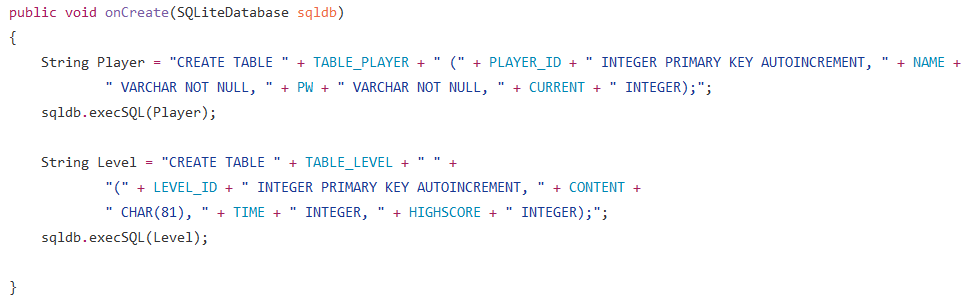 public void onCreate(SQLiteDatabase sqldb)
{
    String Player = "CREATE TABLE " + TABLE_PLAYER + " (" + PLAYER_ID + " INTEGER PRIMARY KEY AUTOINCREMENT, " + NAME +
            " VARCHAR NOT NULL, " + PW + " VARCHAR NOT NULL, " + CURRENT + " INTEGER);";
    sqldb.execSQL(Player);

    String Level = "CREATE TABLE " + TABLE_LEVEL + " " +
            "(" + LEVEL_ID + " INTEGER PRIMARY KEY AUTOINCREMENT, " + CONTENT +
            " CHAR(81), " + TIME + " INTEGER, " + HIGHSCORE + " INTEGER);";
    sqldb.execSQL(Level);

}